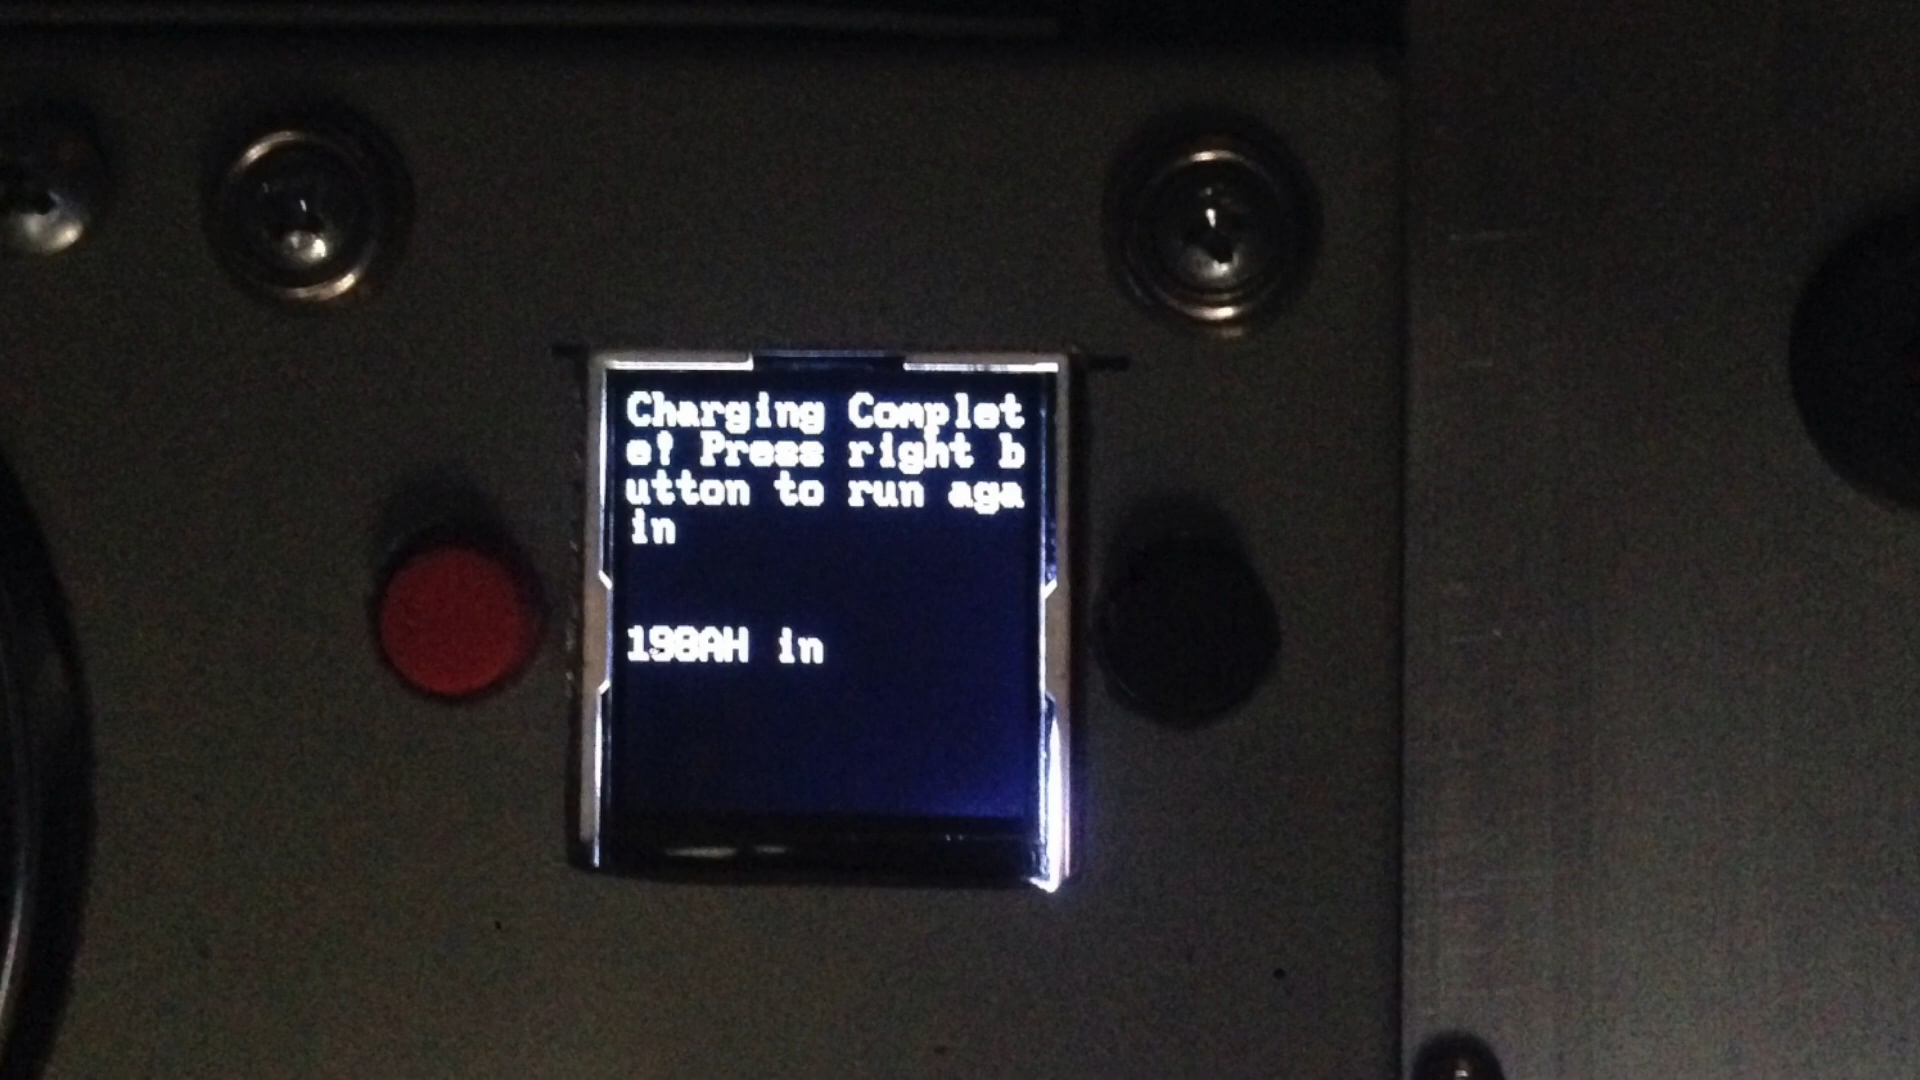 Charging Complet
e! Press right b
utton to run aga
in
198AH in